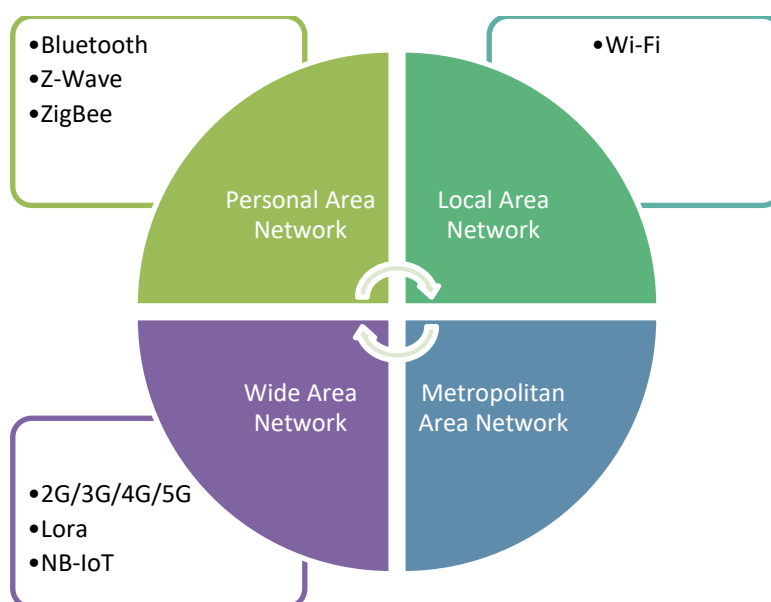 •Bluetooth
•Z-Wave
•ZigBee
•Wi-Fi
Personal Area
Network
Local Area
Network
Wide Area
Network
Metropolitan
Area Network
•2G/3G/4G/5G
•Lora
•NB-IoT